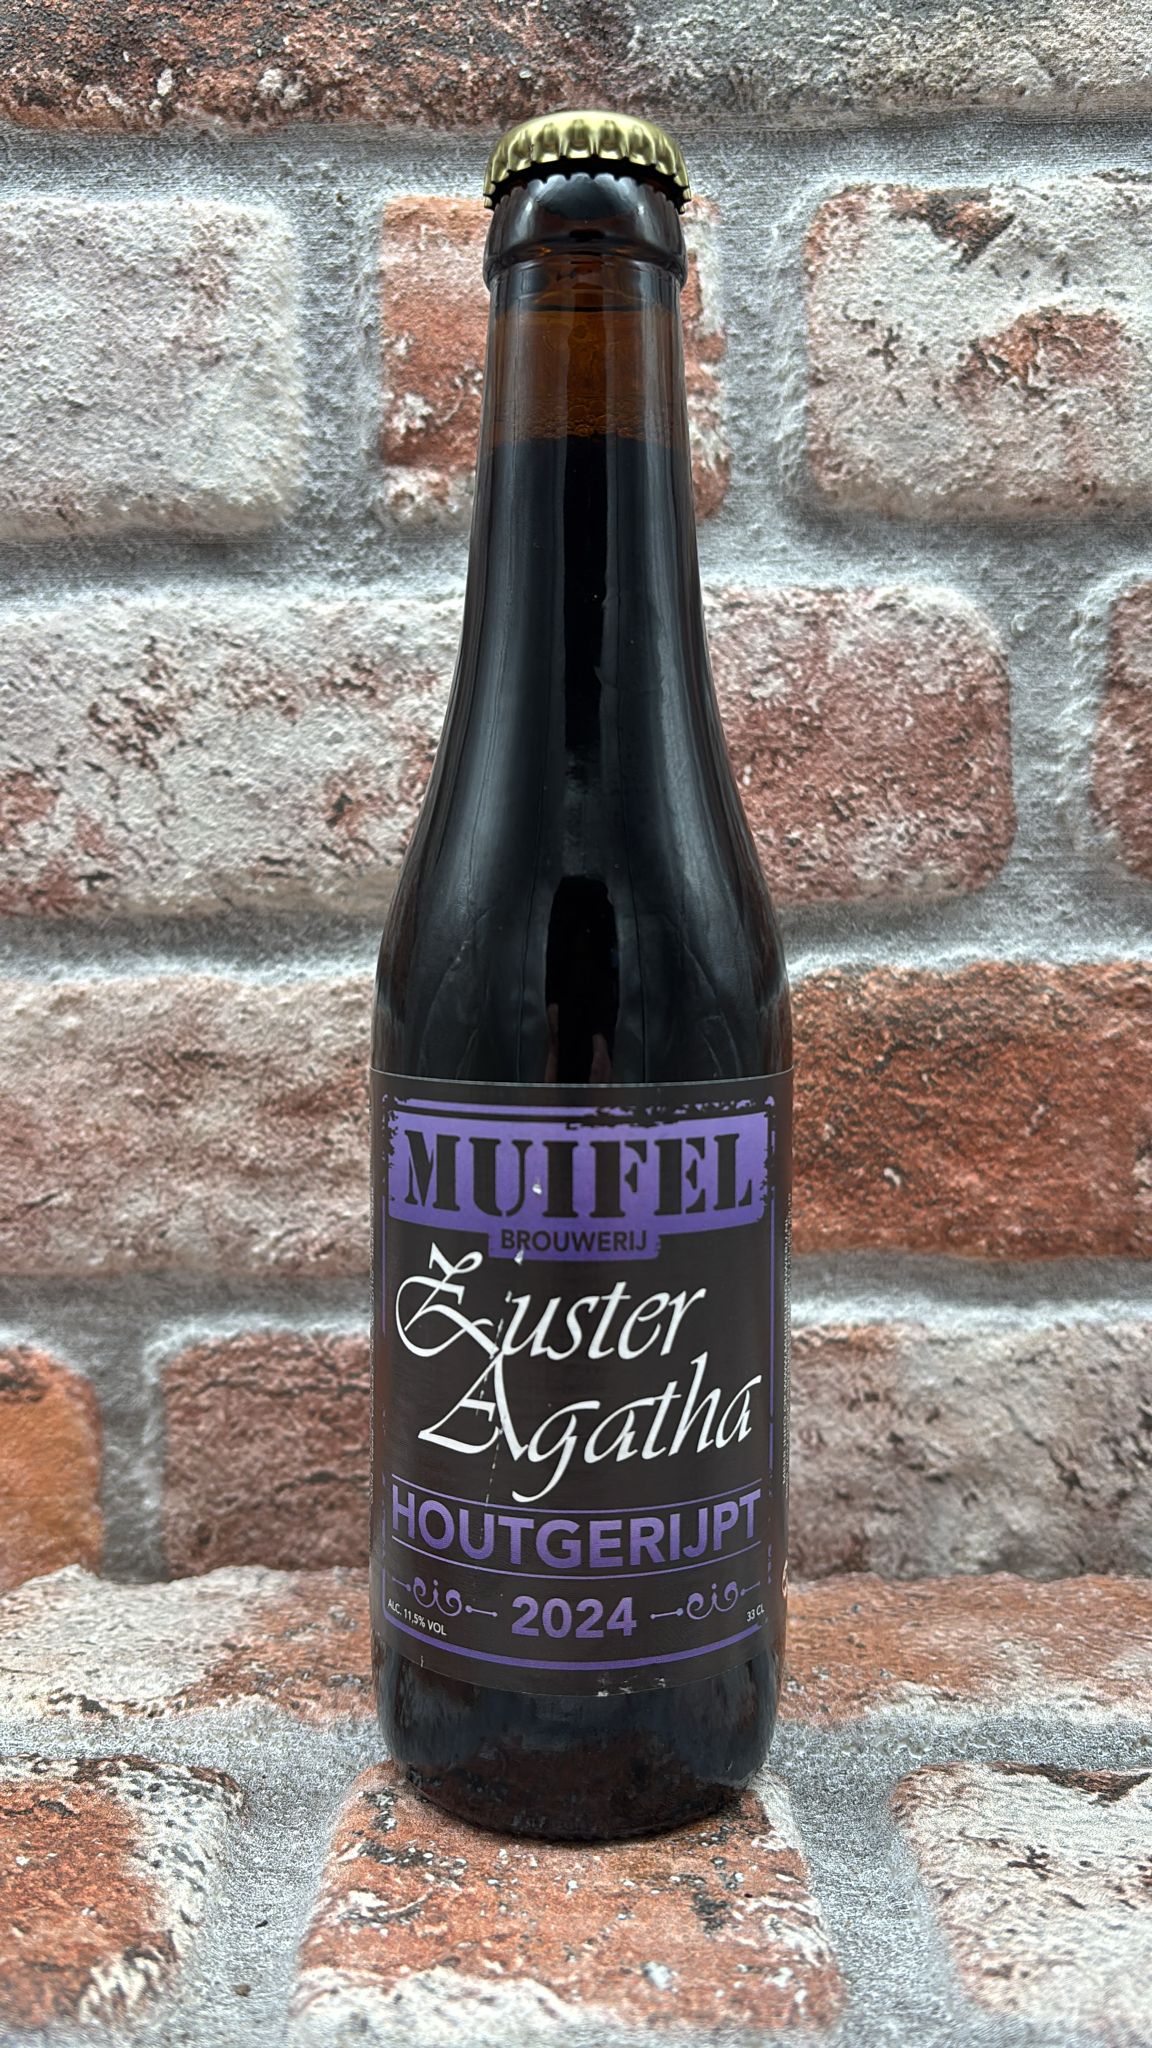 MUIFEL
BROUWERIJ
Zuster
Agatha
HOUTGERIJPT
2024
ALC. 11,5% VOL
33 CL